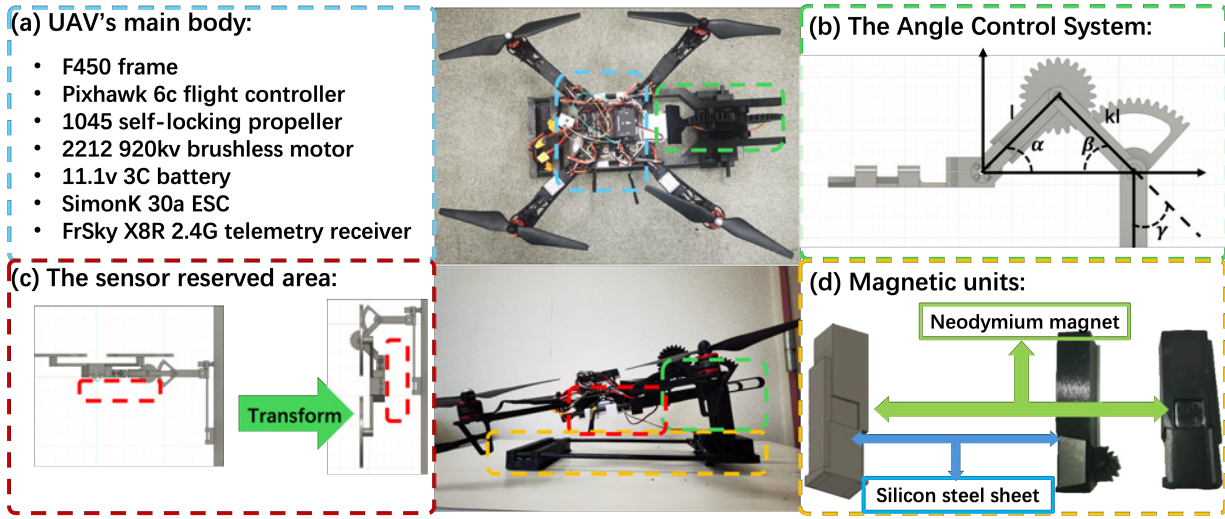 (a) UAV's main body:
• F450 frame
• Pixhawk 6c flight controller
• 1045 self-locking propeller
• 2212 920kv brushless motor
• 11.1v 3C battery
• SimonK 30a ESC
• FrSky X8R 2.4G telemetry receiver
(b) The Angle Control System:
l
kl
α
β
γ
(c) The sensor reserved area:
Transform
(d) Magnetic units:
Neodymium magnet
Silicon steel sheet